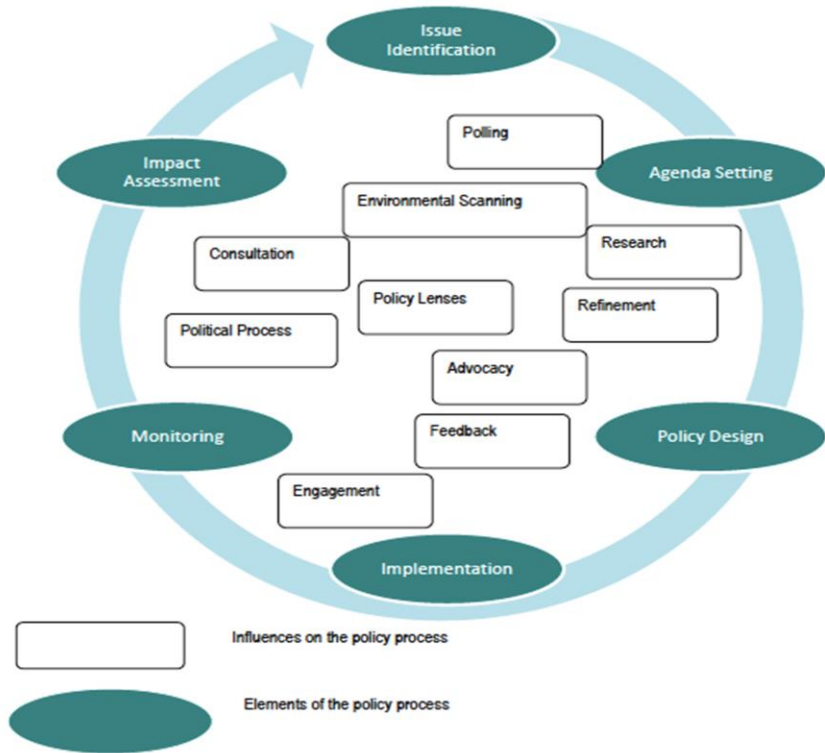 Issue
Identification
Polling
Impact
Assessment
Agenda Setting
Environmental Scanning
Research
Consultation
Policy Lenses
Refinement
Political Process
Advocacy
Monitoring
Feedback
Policy Design
Engagement
Implementation
Influences on the policy process
Elements of the policy process